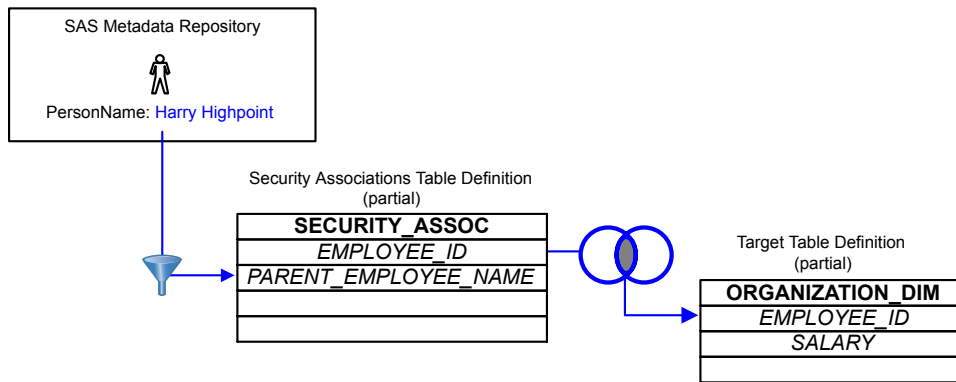 SAS Metadata Repository
PersonName: Harry Highpoint
Security Associations Table Definition
(partial)
SECURITY_ASSOC
EMPLOYEE_ID
PARENT_EMPLOYEE_NAME
Target Table Definition
(partial)
ORGANIZATION_DIM
EMPLOYEE_ID
SALARY